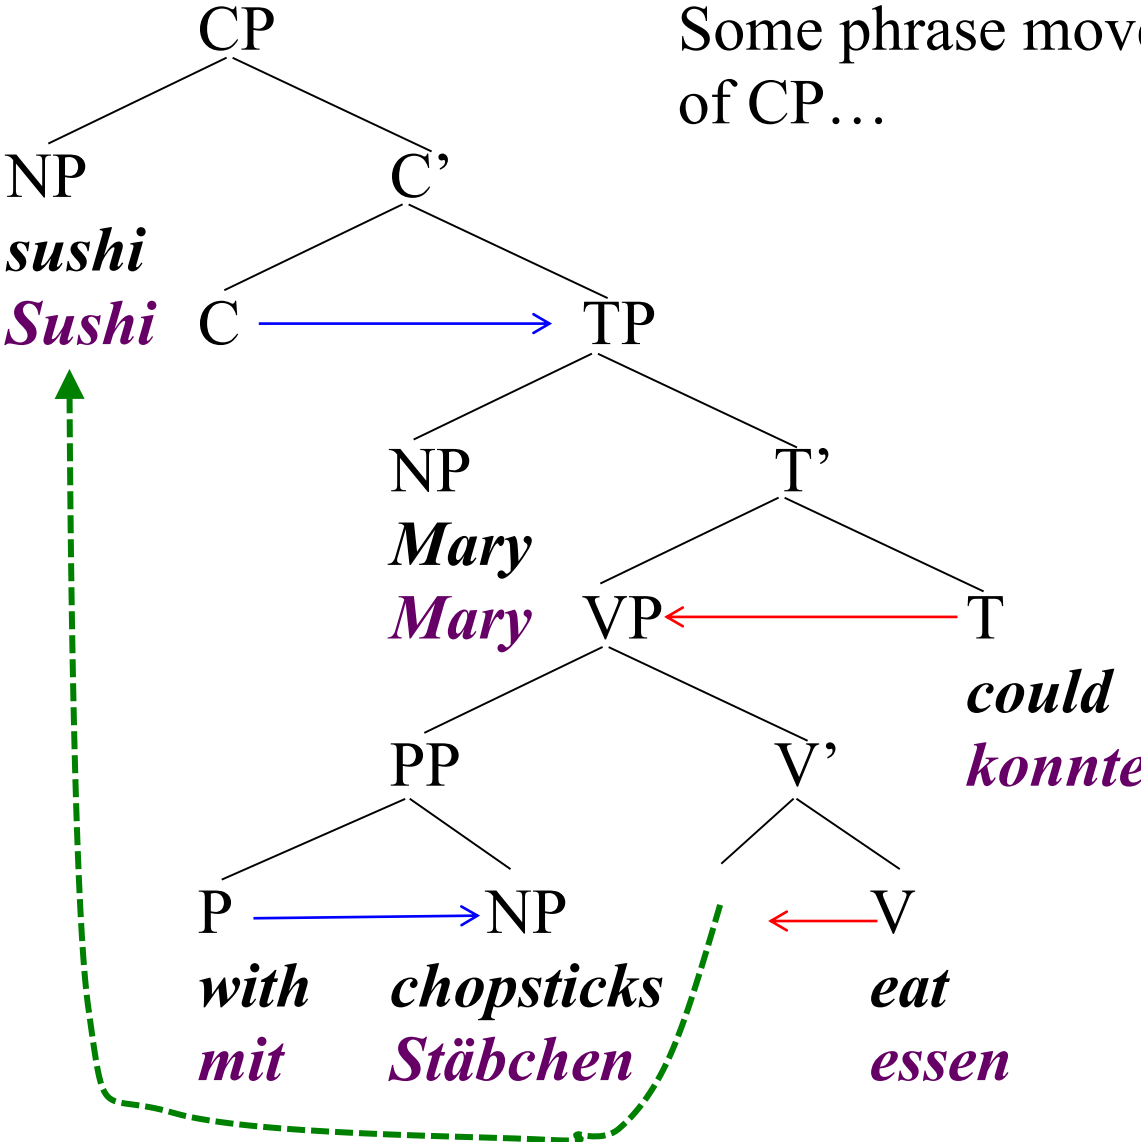 CP
Some phrase
of CP…
NP
C’
sushi
Sushi
C
TP
NP
T’
Mary
Mary
VP
T
could
konnte
PP
V’
P
NP
V
with
chopsticks
eat
mit
Stäbchen
essen